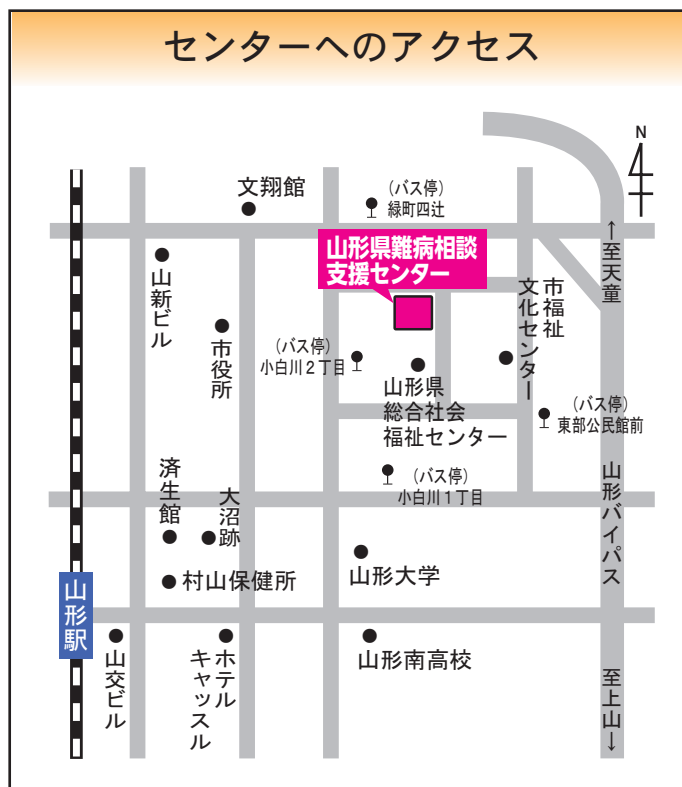 センターへのアクセス
N
文翔館
(バス停)
緑町四辻
山形県難病相談
支援センター
←至天童
山新ビル
市役所
(バス停)
小白川2丁目
市福祉
文化センター
山形県
総合社会
福祉センター
(バス停)
東部公民館前
済生館
大沼跡
(バス停)
小白川1丁目
山形バイパス
村山保健所
山形大学
山形駅
山交ビル
ホテル
キャッスル
山形南高校
至上山→